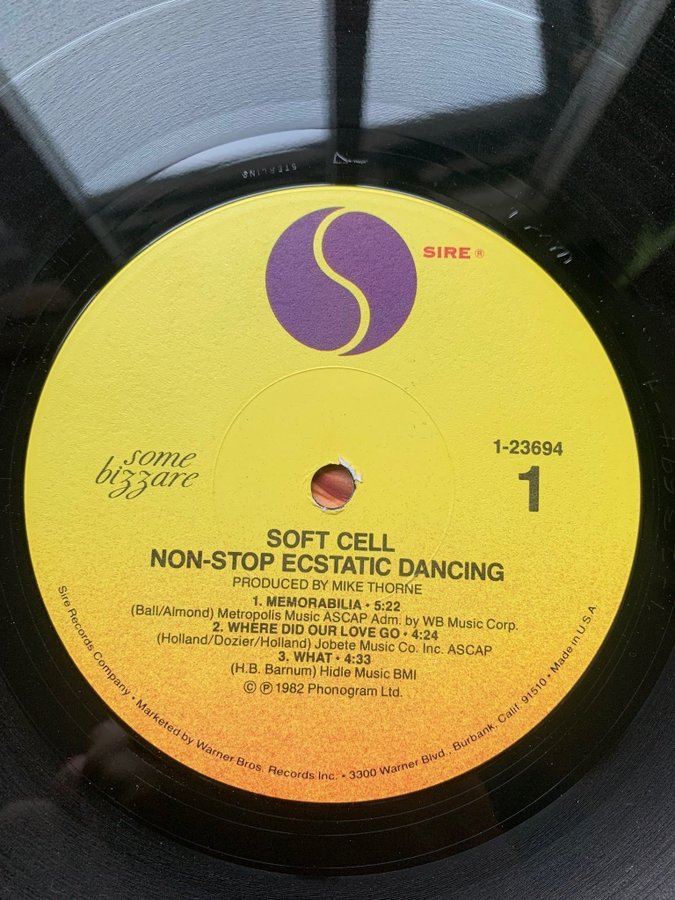 STERLING
SIRE ®
some
bizzare
1-23694
1
SOFT CELL
NON-STOP ECSTATIC DANCING
PRODUCED BY MIKE THORNE
1. MEMORABILIA • 5:22
(Ball/Almond) Metropolis Music ASCAP Adm. by WB Music Corp.
2. WHERE DID OUR LOVE GO • 4:24
(Holland/Dozier/Holland) Jobete Music Co. Inc. ASCAP
3. WHAT • 4:33
(H.B. Barnum) Hidle Music BMI
© ℗ 1982 Phonogram Ltd.
Sire Records Company • Marketed by Warner Bros. Records Inc. • 3300 Warner Blvd., Burbank, Calif. 91510 • Made in U.S.A.